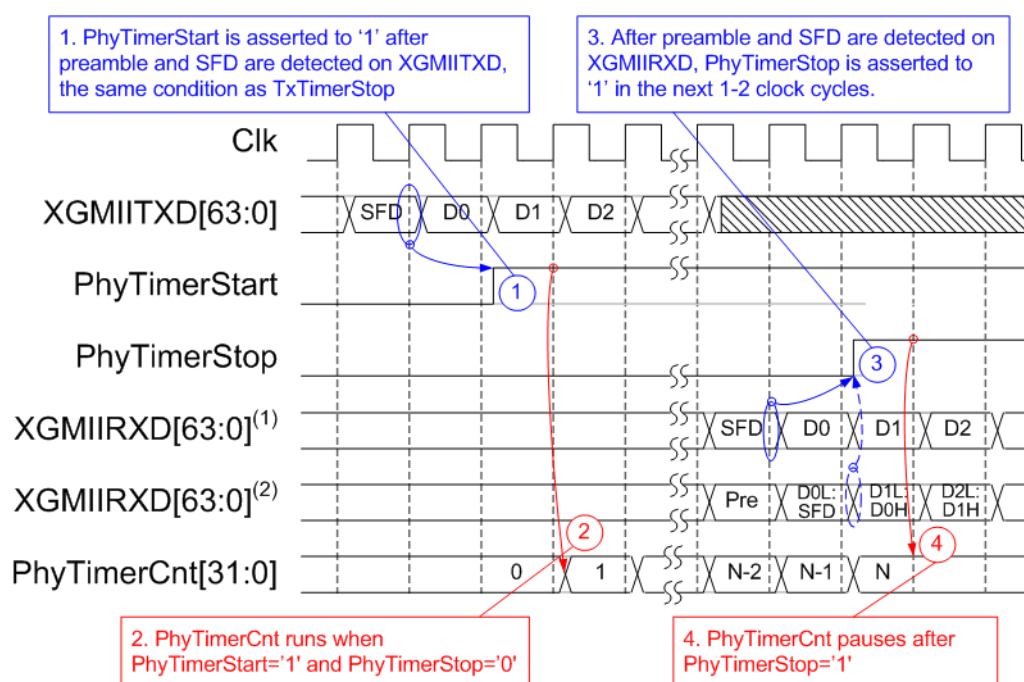 1. PhyTimerStart is asserted to ‘1’ after
preamble and SFD are detected on XGMIITXD,
the same condition as TxTimerStop
3. After preamble and SFD are detected on
XGMIIRXD, PhyTimerStop is asserted to
‘1’ in the next 1-2 clock cycles.
Clk
XGMIITXD[63:0] SFD D0 D1 D2
PhyTimerStart 1
PhyTimerStop 3
XGMIIRXD[63:0](1) SFD D0 D1 D2
XGMIIRXD[63:0](2) Pre D0L: SFD D1L: D0H D2L: D1H
2 4
PhyTimerCnt[31:0] 0 1 N-2 N-1 N
2. PhyTimerCnt runs when
PhyTimerStart=’1’ and PhyTimerStop=’0’
4. PhyTimerCnt pauses after
PhyTimerStop=’1’